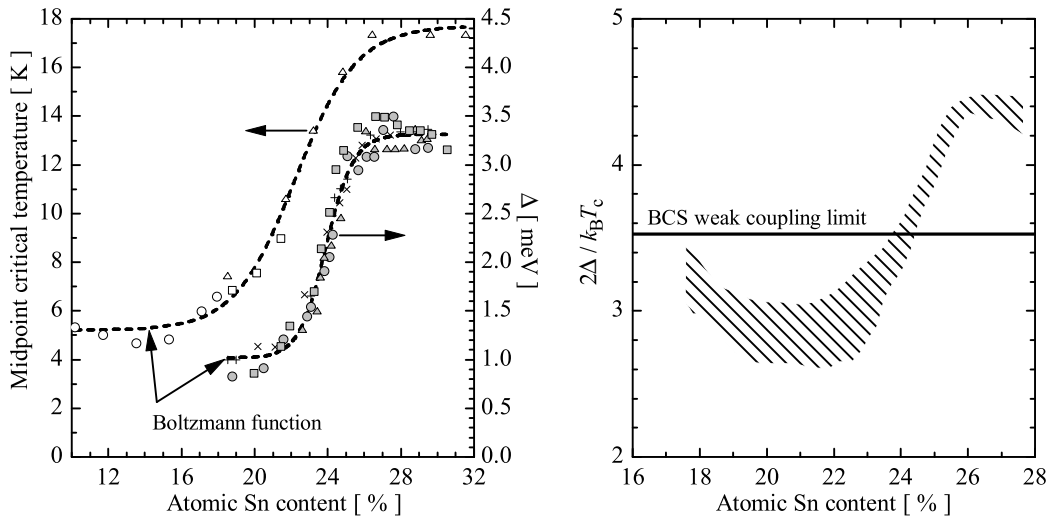 18
16
14
12
10
8
6
4
2
0
Midpoint critical temperature [ K ]
4.5
4.0
3.5
3.0
2.5
2.0
1.5
1.0
0.5
0.0
Δ [ meV ]
Boltzmann function
12 16 20 24 28 32
Atomic Sn content [ % ]
5
4
3
2
2Δ / k_BT_c
BCS weak coupling limit
16 18 20 22 24 26 28
Atomic Sn content [ % ]